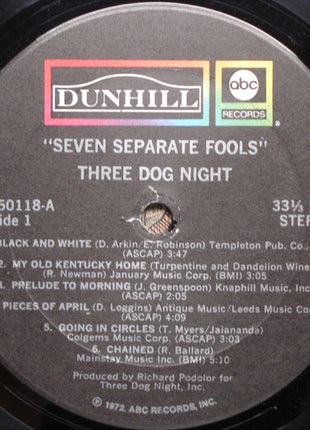 DUNHILL
abc
RECORDS
"SEVEN SEPARATE FOOLS"
THREE DOG NIGHT
50118-A
33⅓
ide 1
STE
BLACK AND WHITE (D. Arkin/E. Robinson) Templeton Pub. Co.,
(ASCAP) 3:47
2. MY OLD KENTUCKY HOME (Turpentine and Dandelion Wine
(R. Newman) January Music Corp. (BMI) 3:05
PRELUDE TO MORNING (J. Greenspoon) Knaphill Music, Inc
(ASCAP) 2:05
PIECES OF APRIL (D. Loggins) Antique Music/Leeds Music Co
(ASCAP) 4:09
5. GOING IN CIRCLES (T. Myers/Jaiananda)
Colgems Music Corp. (ASCAP) 3:03
6. CHAINED (R. Ballard)
Mainstay Music Inc. (BMI) 5:10
Produced by Richard Podolor for
Three Dog Night, Inc.
℗ 1972, ABC RECORDS, INC.